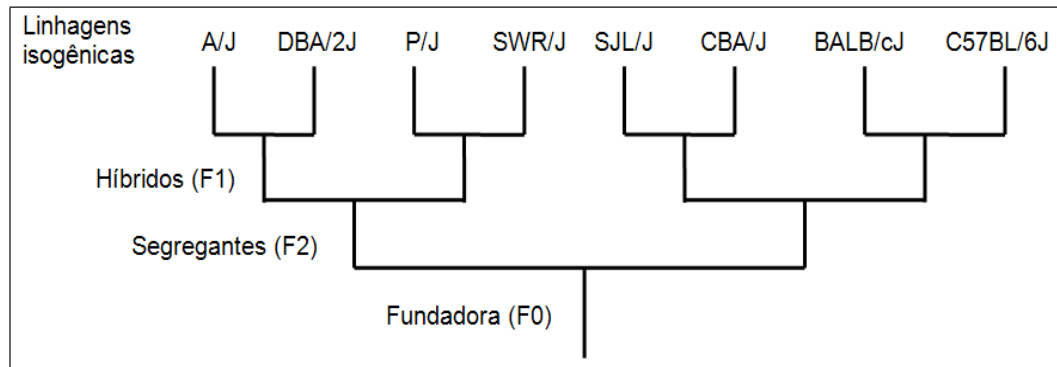 Linhagens
isogênicas
A/J DBA/2J P/J SWR/J SJL/J CBA/J BALB/cJ C57BL/6J
Híbridos (F1)
Segregantes (F2)
Fundadora (F0)